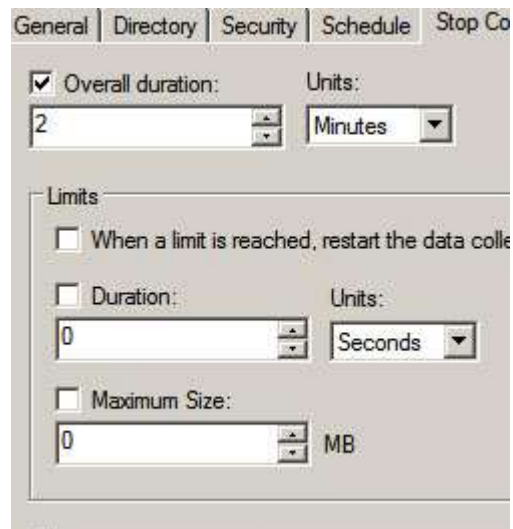 General Directory Security Schedule Stop Co
Overall duration: Units:
2 Minutes
Limits
When a limit is reached, restart the data colle
Duration: Units:
0 Seconds
Maximum Size:
0 MB